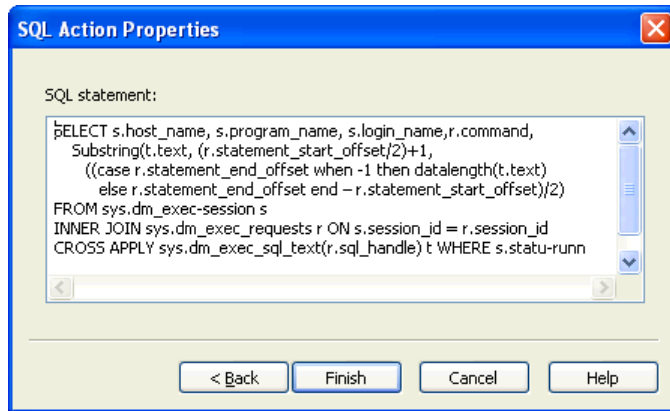 SQL Action Properties
SQL statement:
SELECT s.host_name, s.program_name, s.login_name,r.command,
Substring(t.text, (r.statement_start_offset/2)+1,
((case r.statement_end_offset when -1 then datalength(t.text)
else r.statement_end_offset end – r.statement_start_offset)/2)
FROM sys.dm_exec-session s
INNER JOIN sys.dm_exec_requests r ON s.session_id = r.session_id
CROSS APPLY sys.dm_exec_sql_text(r.sql_handle) t WHERE s.statu-runn
< Back Finish Cancel Help